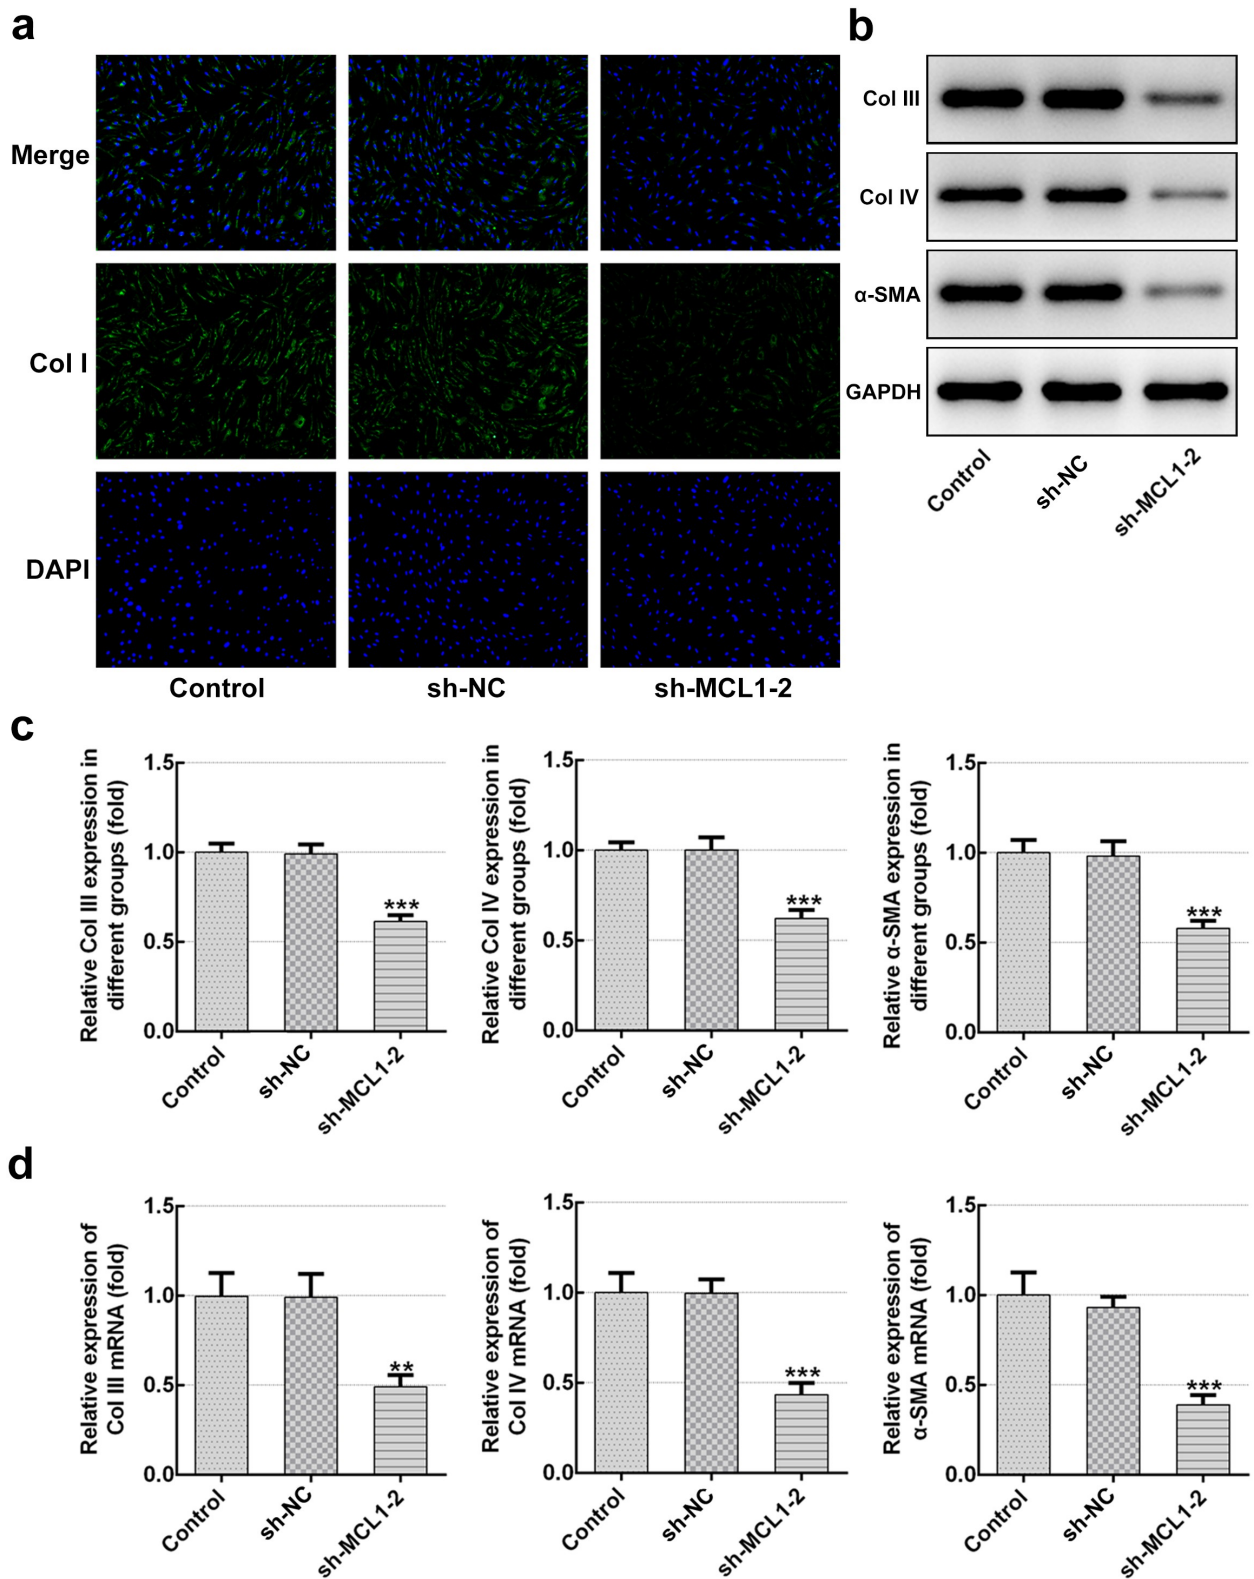 a
Merge
Col I
DAPI
Control
sh-NC
sh-MCL1-2
b
Col III
Col IV
α-SMA
GAPDH
Control
sh-NC
sh-MCL1-2
c
Relative Col III expression in
different groups (fold)
1.5
1.0
0.5
0.0
***
Control
sh-NC
sh-MCL1-2
Relative Col IV expression in
different groups (fold)
1.5
1.0
0.5
0.0
***
Control
sh-NC
sh-MCL1-2
Relative α-SMA expression in
different groups (fold)
1.5
1.0
0.5
0.0
***
Control
sh-NC
sh-MCL1-2
d
Relative expression of
Col III mRNA (fold)
1.5
1.0
0.5
0.0
**
Control
sh-NC
sh-MCL1-2
Relative expression of
Col IV mRNA (fold)
1.5
1.0
0.5
0.0
***
Control
sh-NC
sh-MCL1-2
Relative expression of
α-SMA mRNA (fold)
1.5
1.0
0.5
0.0
***
Control
sh-NC
sh-MCL1-2